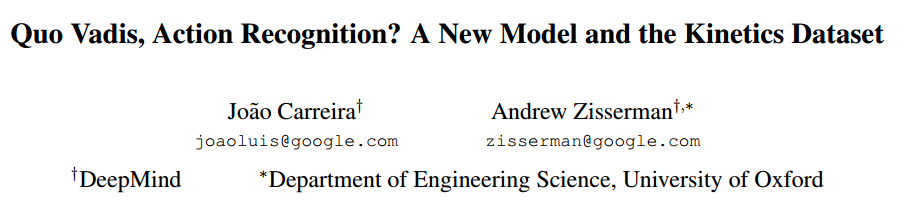 Quo Vadis, Action Recognition? A New Model and the Kinetics Dataset
João Carreira† Andrew Zisserman†,∗
joaoluis@google.com zisserman@google.com
†DeepMind ∗Department of Engineering Science, University of Oxford